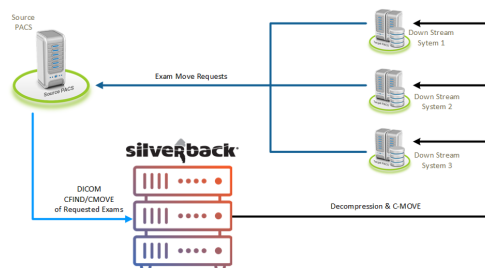 Source
PACS
Source PACS
Exam Move Requests
Down Stream
Sytem 1
Down Stream
System 2
Down Stream
System 3
silverback
DICOM
CFIND/CMOVE
of Requested Exams
Decompression & C-MOVE